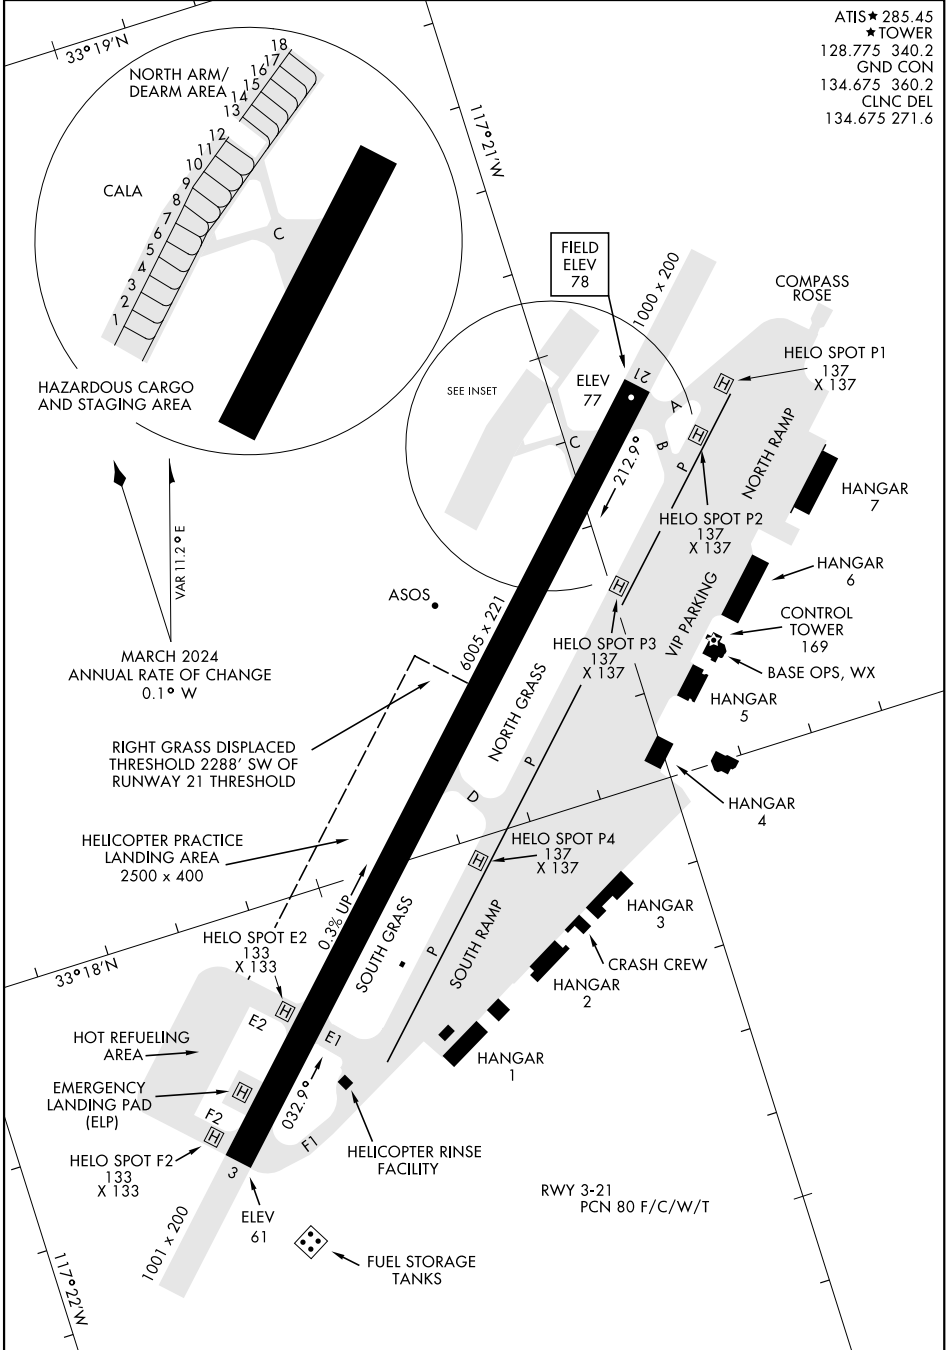 ATIS★ 285.45
★ TOWER
128.775 340.2
GND CON
134.675 360.2
CLNC DEL
134.675 271.6
33°19'N
NORTH ARM/
DEARM AREA
18
17
16
15
14
13
12
11
10
9
8
7
6
5
4
3
2
1
CALA
C
HAZARDOUS CARGO
AND STAGING AREA
117°21'W
FIELD
ELEV
78
1000 x 200
COMPASS
ROSE
HELO SPOT P1
137
X 137
H
SEE INSET
ELEV
77
21
A
B
C
P
H
NORTH RAMP
212.9°
HANGAR
7
HELO SPOT P2
137
X 137
VAR 11.2° E
HANGAR
6
ASOS
H
VIP PARKING
CONTROL
TOWER
169
6005 x 221
HELO SPOT P3
137
X 137
BASE OPS, WX
MARCH 2024
ANNUAL RATE OF CHANGE
0.1° W
NORTH GRASS
HANGAR
5
RIGHT GRASS DISPLACED
THRESHOLD 2288' SW OF
RUNWAY 21 THRESHOLD
P
D
HANGAR
4
HELICOPTER PRACTICE
LANDING AREA
2500 x 400
HELO SPOT P4
137
X 137
H
0.3% UP
HANGAR
3
HELO SPOT E2
133
X 133
SOUTH GRASS
P
SOUTH RAMP
CRASH CREW
33°18'N
HANGAR
2
H
E2
E1
HOT REFUELING
AREA
HANGAR
1
EMERGENCY
LANDING PAD
(ELP)
H
032.9°
F2
H
F1
HELO SPOT F2
133
X 133
3
HELICOPTER RINSE
FACILITY
RWY 3-21
PCN 80 F/C/W/T
ELEV
61
1001 x 200
FUEL STORAGE
TANKS
117°22'W